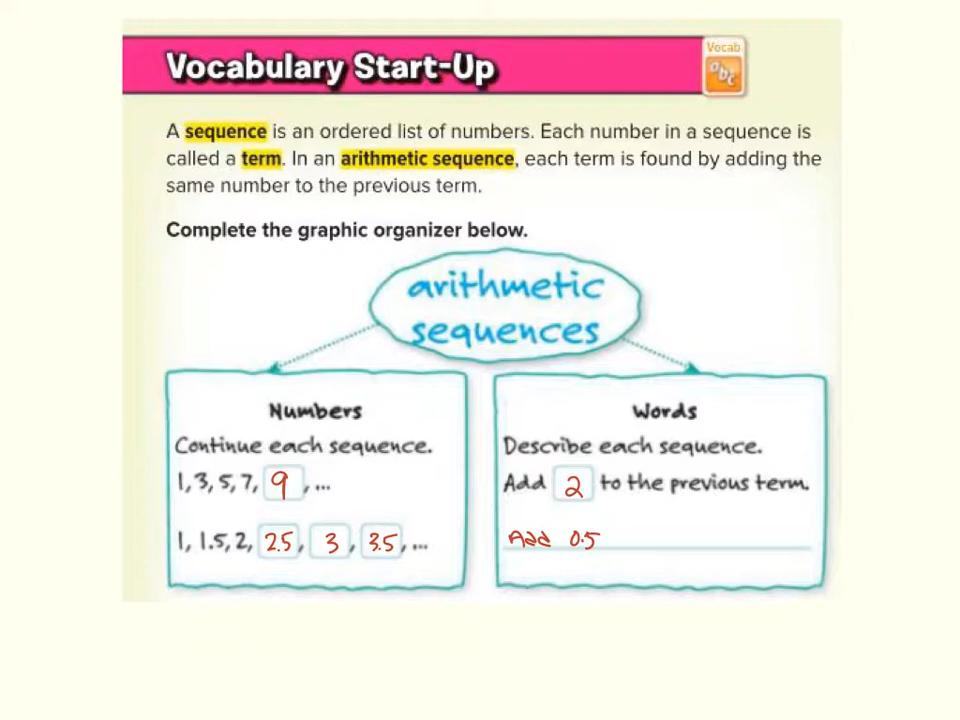 Vocabulary Start-Up
Vocab
abc
A sequence is an ordered list of numbers. Each number in a sequence is
called a term. In an arithmetic sequence, each term is found by adding the
same number to the previous term.
Complete the graphic organizer below.
arithmetic
sequences
Numbers
Continue each sequence.
1, 3, 5, 7, 9, ...
1, 1.5, 2, 2.5, 3, 3.5, ...
Words
Describe each sequence.
Add 2 to the previous term.
Add 0.5